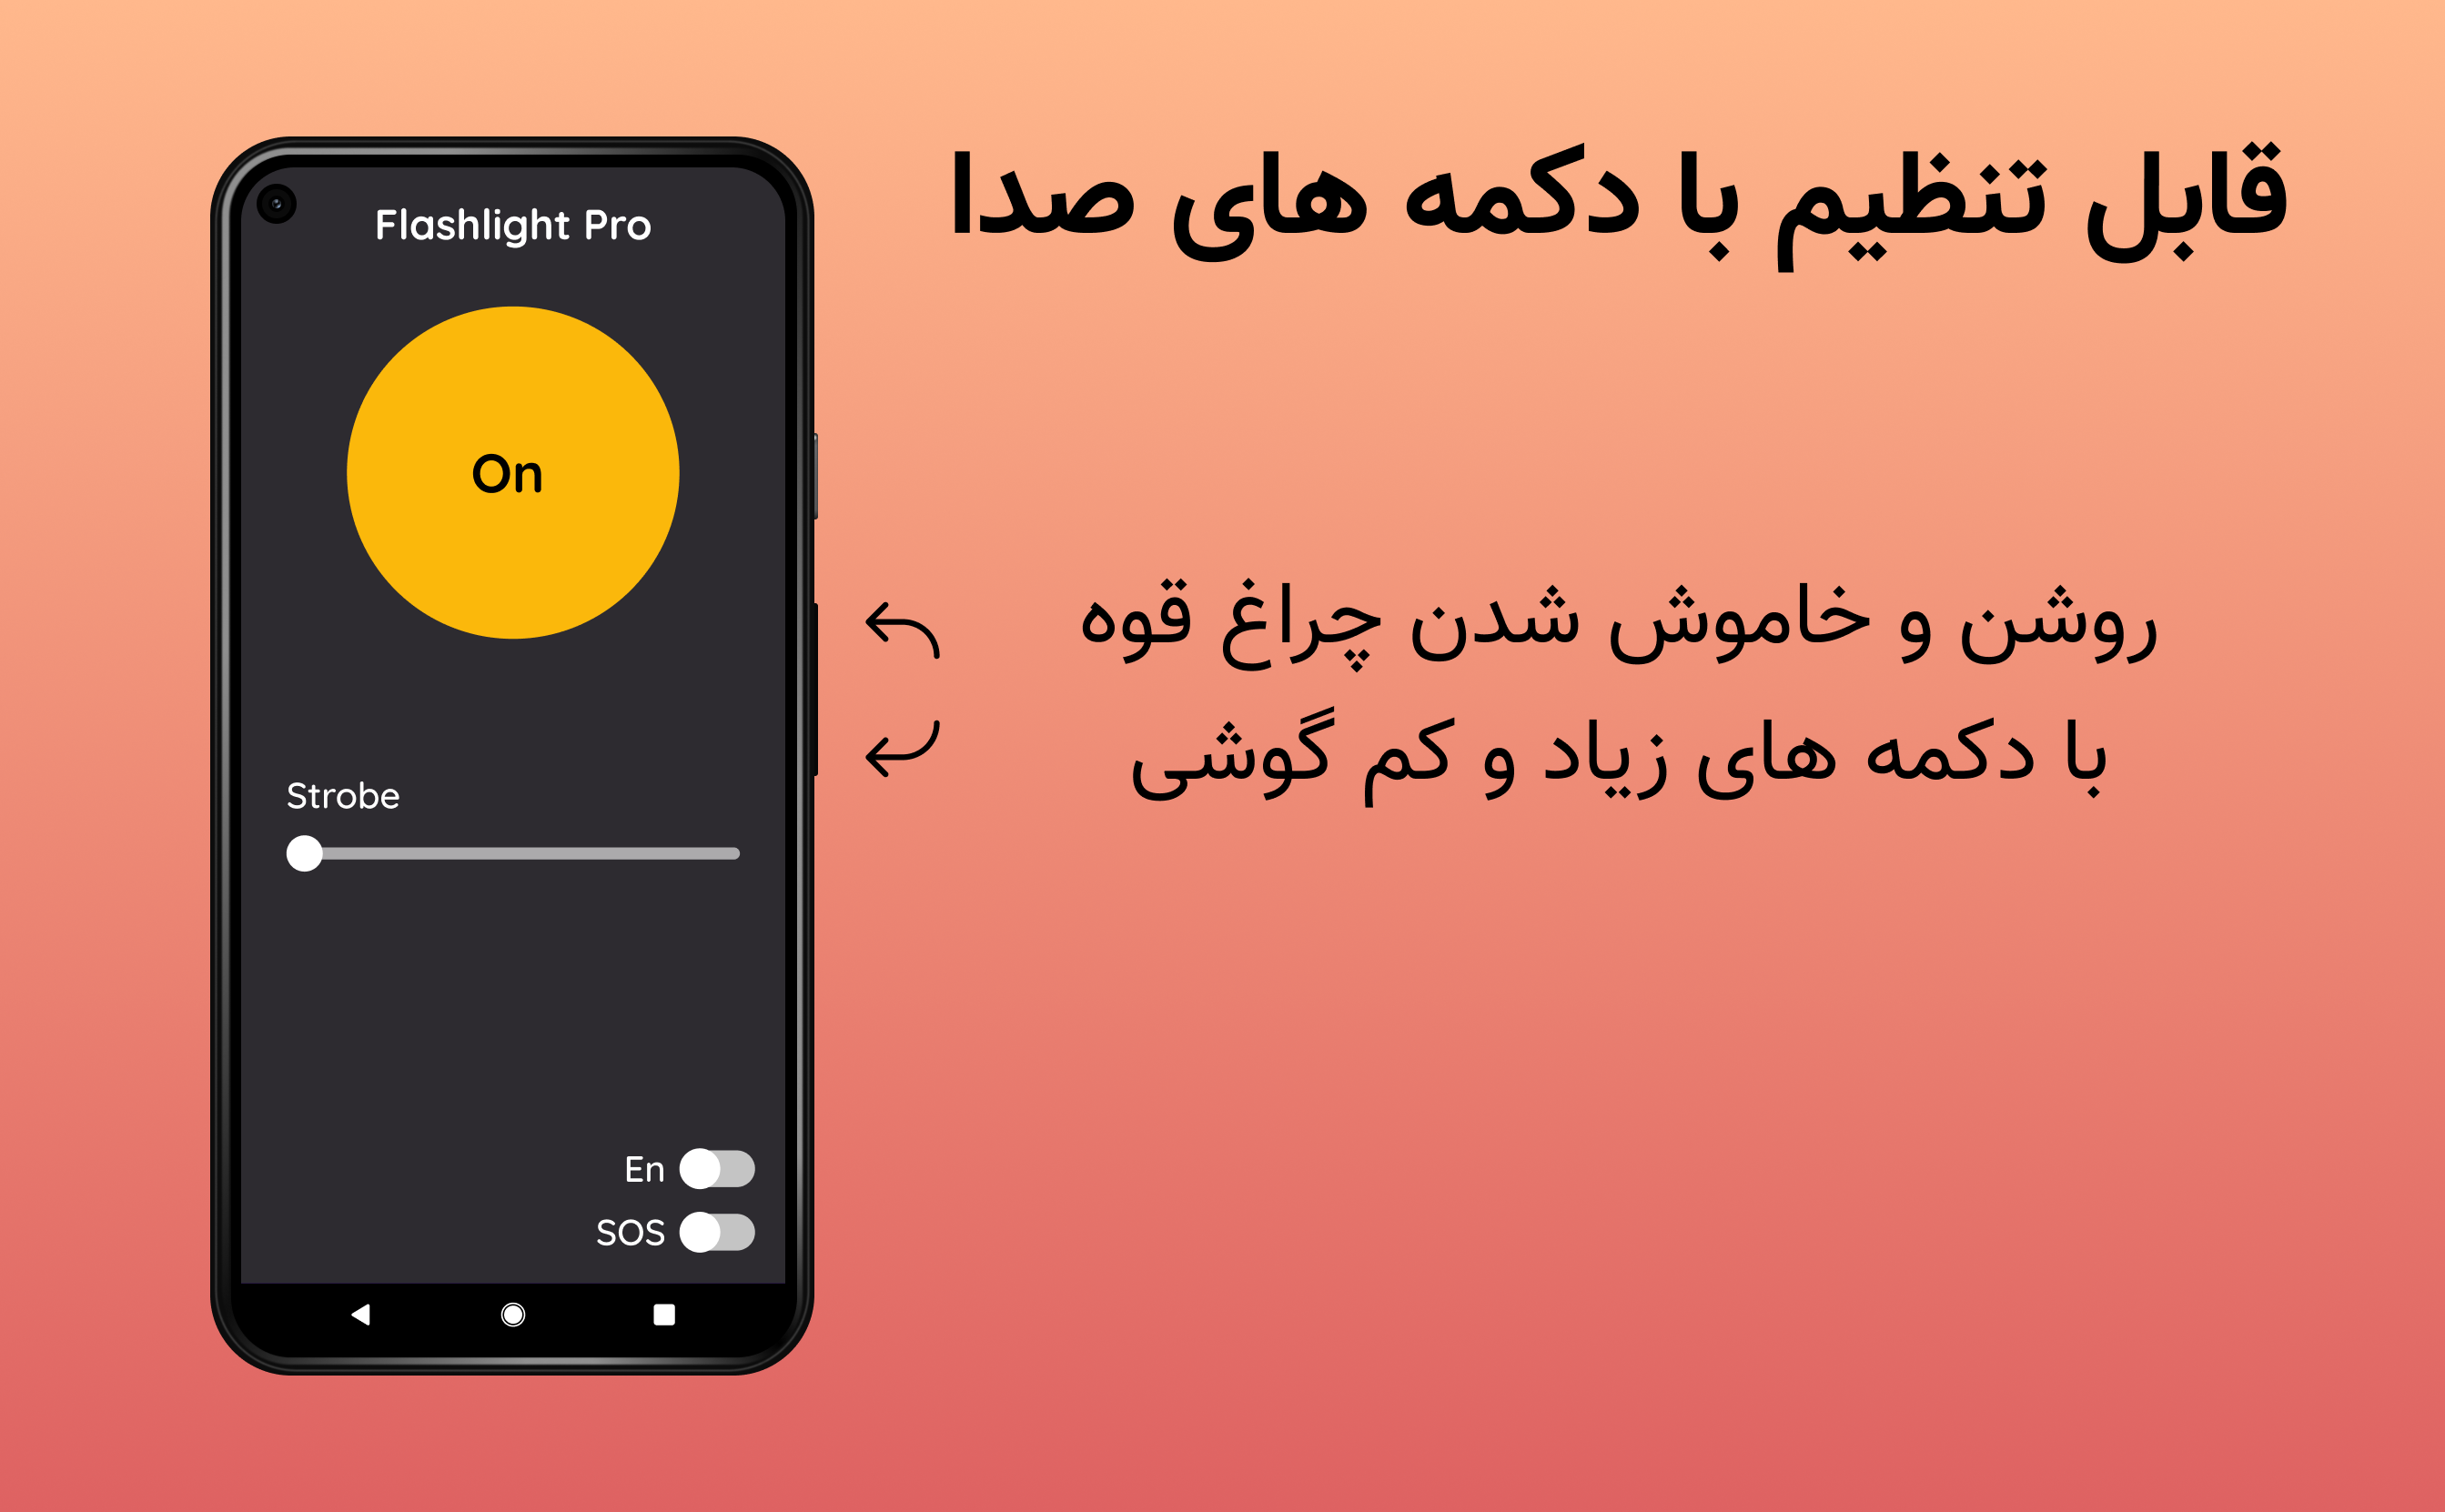 قابل تنظیم با دکمه های صدا
روشن و خاموش شدن چراغ قوه
با دکمه های زیاد و کم گوشی
Flashlight Pro
On
Strobe
En
SOS